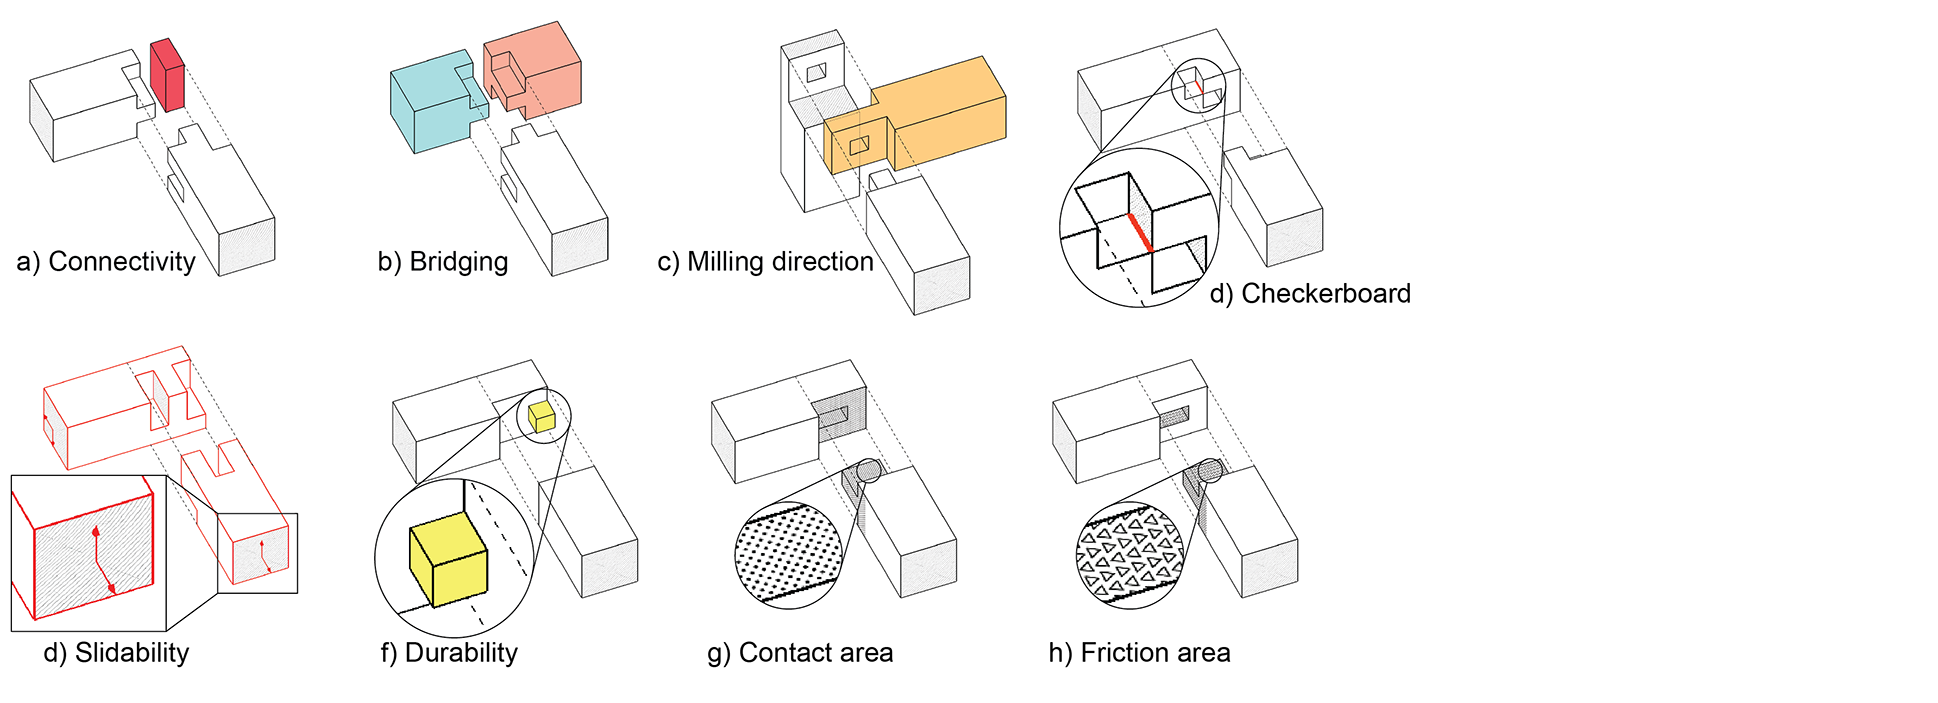 a) Connectivity
b) Bridging
c) Milling direction
d) Checkerboard
d) Slidability
f) Durability
g) Contact area
h) Friction area